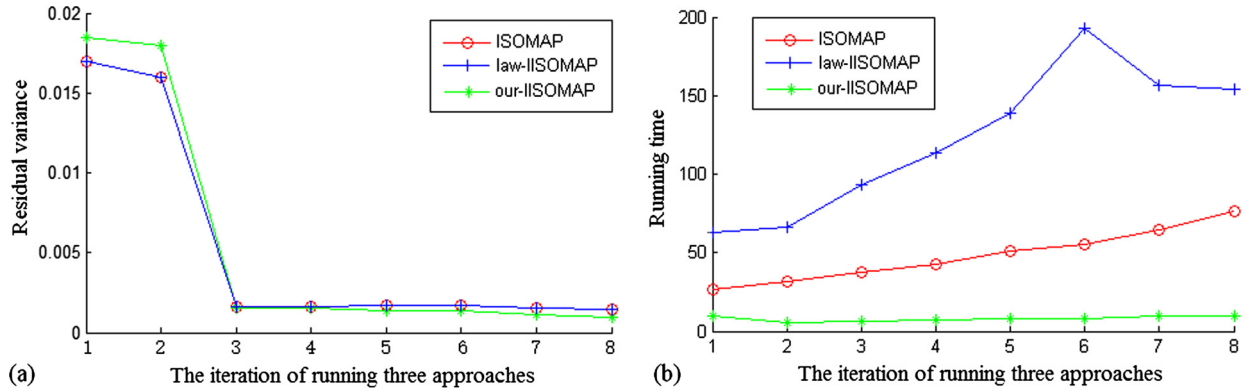 0.02
0.015
0.01
0.005
0
Residual variance
ISOMAP
law-IISOMAP
our-IISOMAP
1 2 3 4 5 6 7 8
(a) The iteration of running three approaches
200
150
100
50
0
Running time
ISOMAP
law-IISOMAP
our-IISOMAP
1 2 3 4 5 6 7 8
(b) The iteration of running three approaches